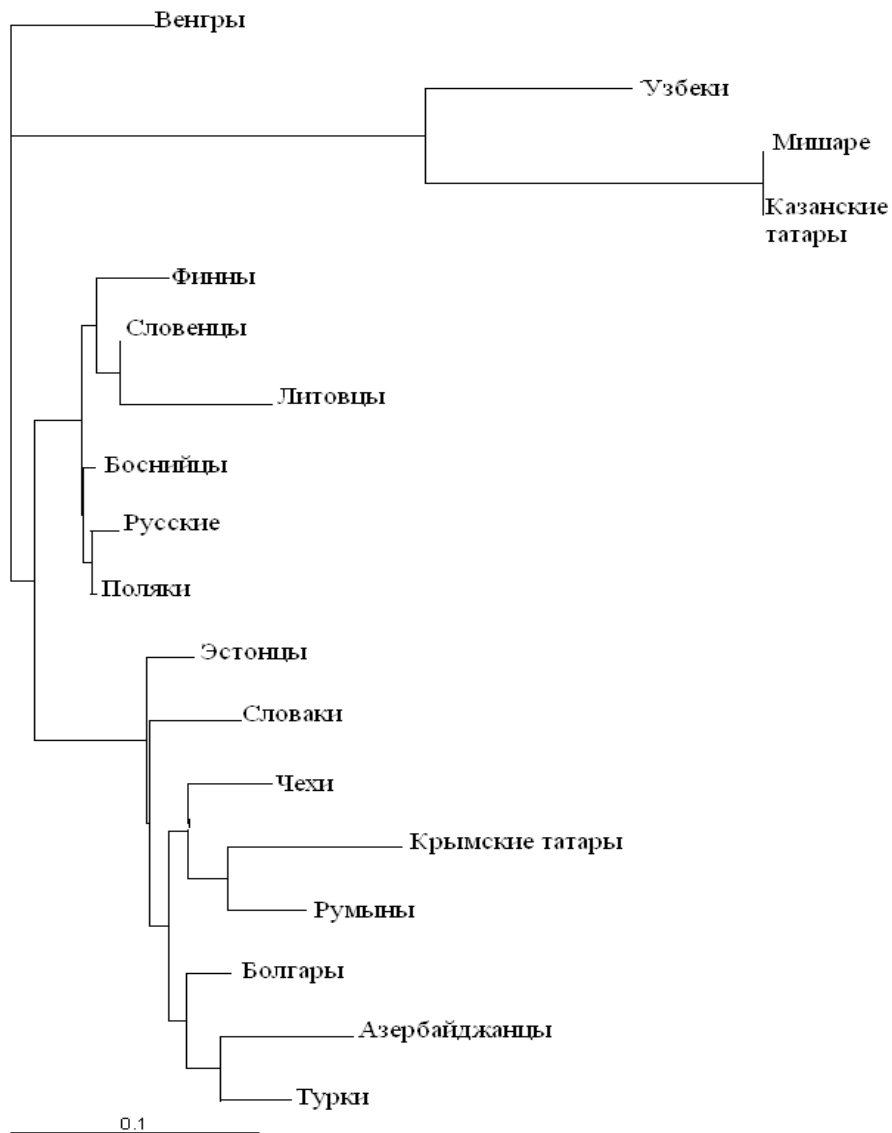 Венгры
Узбеки
Мишаре
Казанские
татары
Финны
Словенцы
Литовцы
Боснийцы
Русские
Поляки
Эстонцы
Словаки
Чехи
Крымские татары
Румыны
Болгары
Азербайджанцы
Турки
0.1